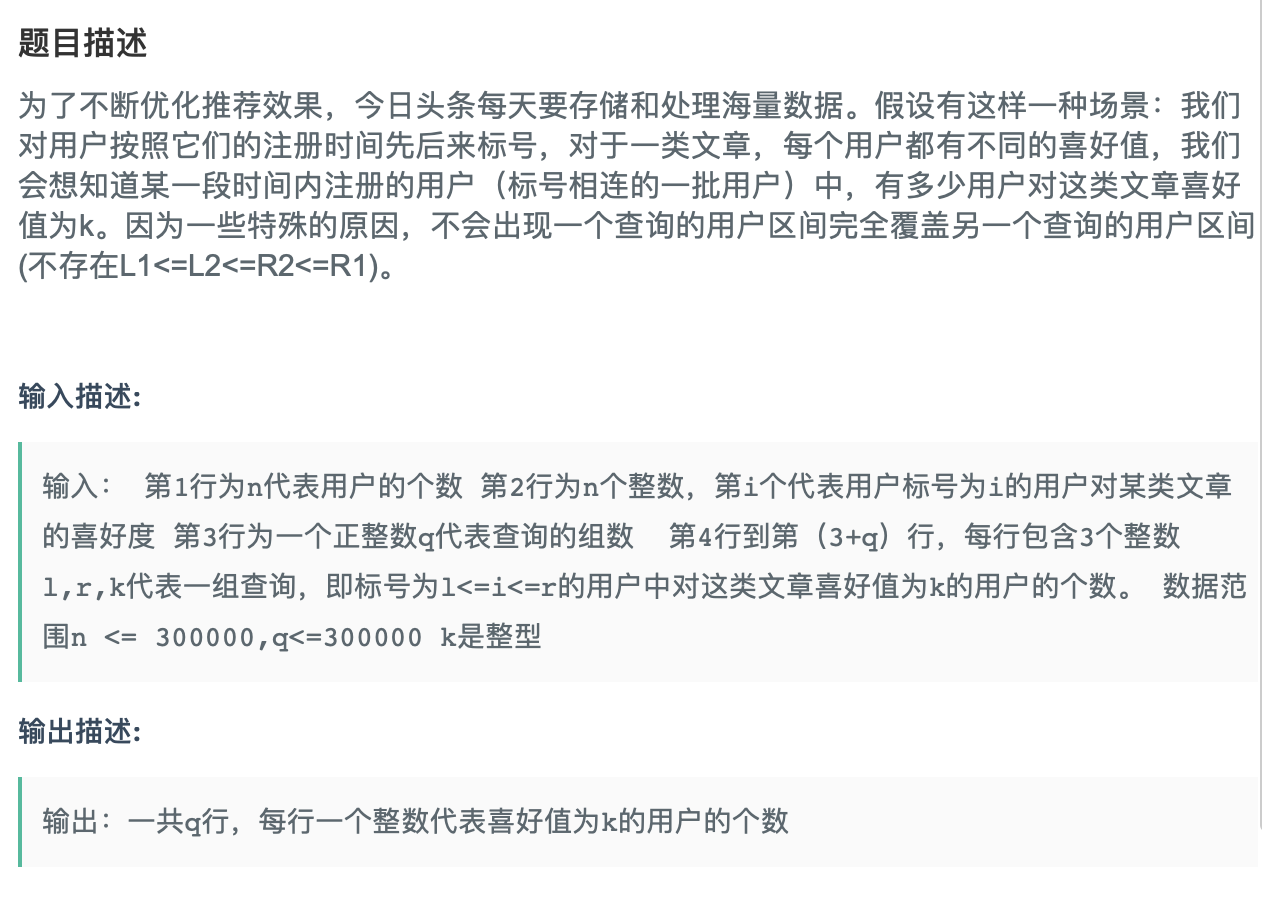 题目描述
为了不断优化推荐效果，今日头条每天要存储和处理海量数据。假设有这样一种场景：我们
对用户按照它们的注册时间先后来标号，对于一类文章，每个用户都有不同的喜好值，我们
会想知道某一段时间内注册的用户（标号相连的一批用户）中，有多少用户对这类文章喜好
值为k。因为一些特殊的原因，不会出现一个查询的用户区间完全覆盖另一个查询的用户区间
(不存在L1<=L2<=R2<=R1)。
输入描述:
输入： 第1行为n代表用户的个数 第2行为n个整数，第i个代表用户标号为i的用户对某类文章
的喜好度 第3行为一个正整数q代表查询的组数  第4行到第（3+q）行，每行包含3个整数
l,r,k代表一组查询，即标号为l<=i<=r的用户中对这类文章喜好值为k的用户的个数。 数据范
围n <= 300000,q<=300000 k是整型
输出描述:
输出：一共q行，每行一个整数代表喜好值为k的用户的个数